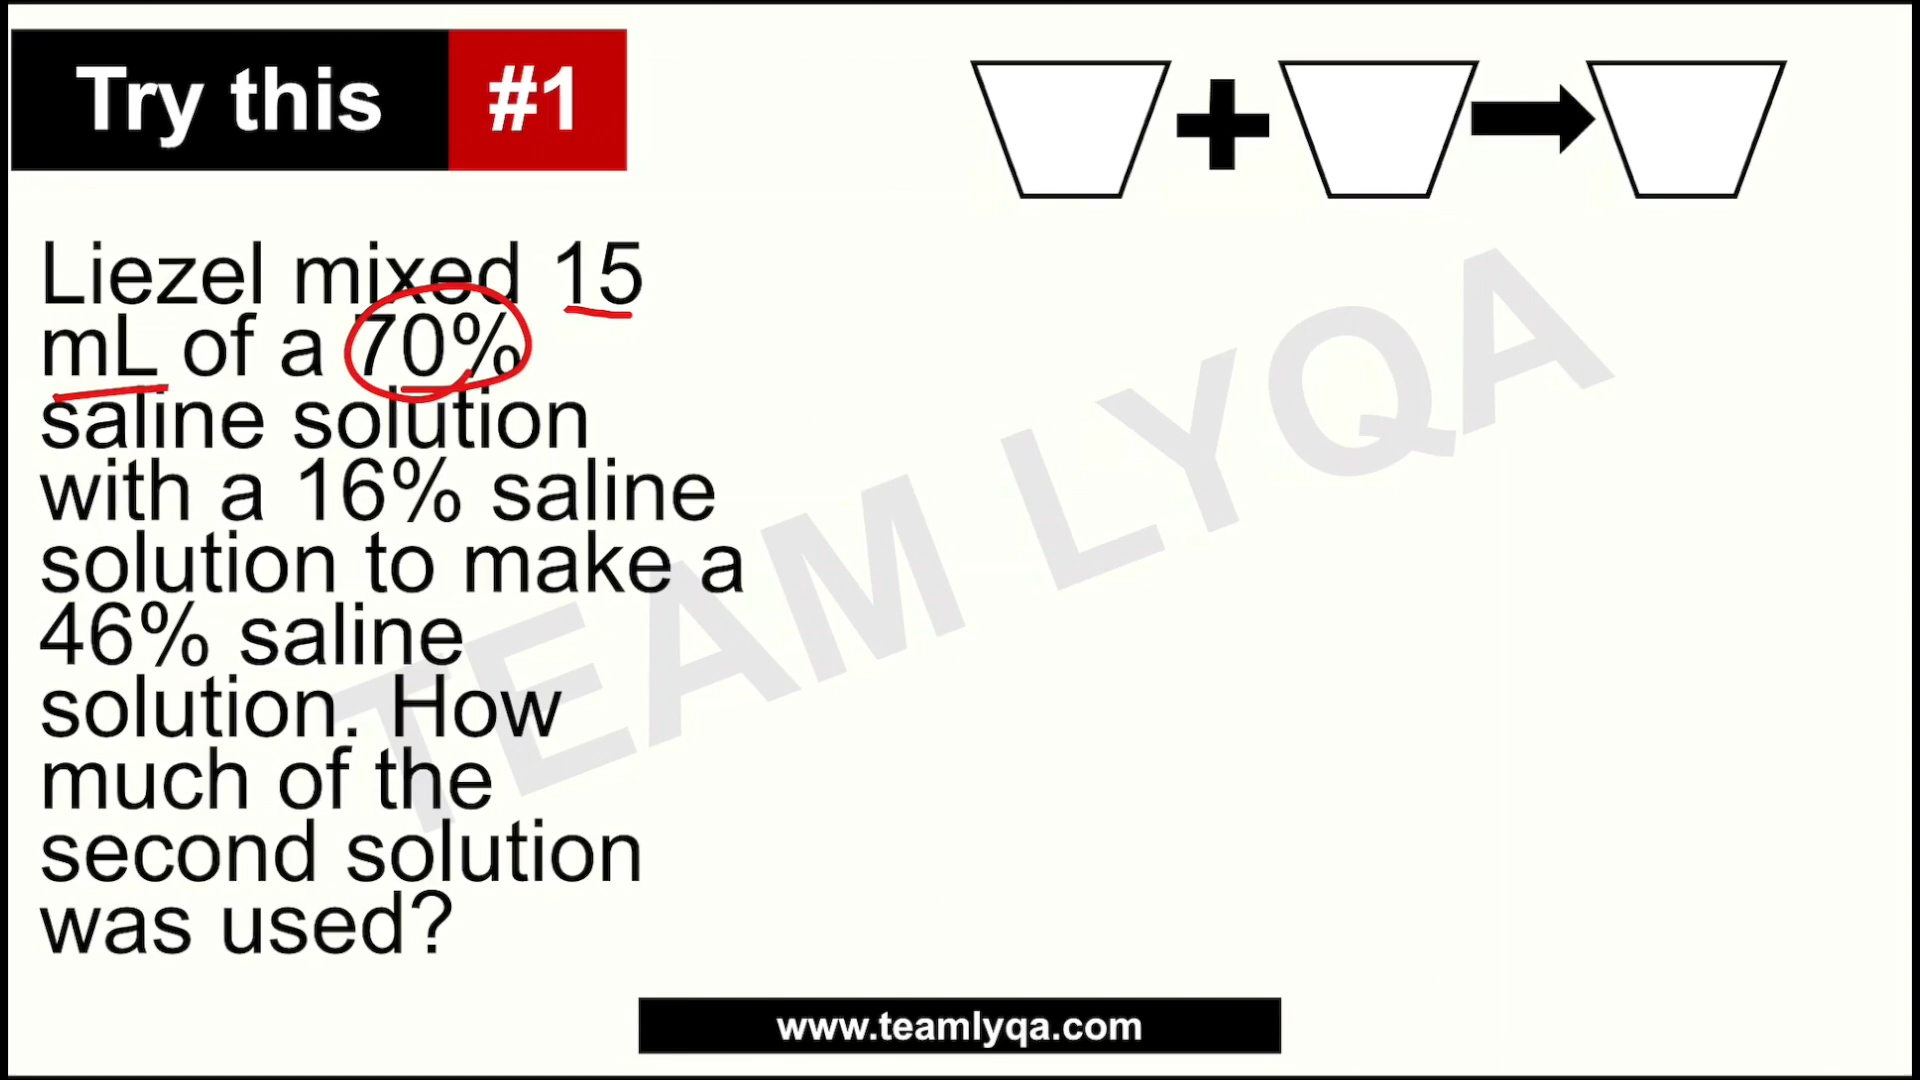 Try this #1
Liezel mixed 15
mL of a 70%
saline solution
with a 16% saline
solution to make a
46% saline
solution. How
much of the
second solution
was used?
TEAM LYQA
www.teamlyqa.com